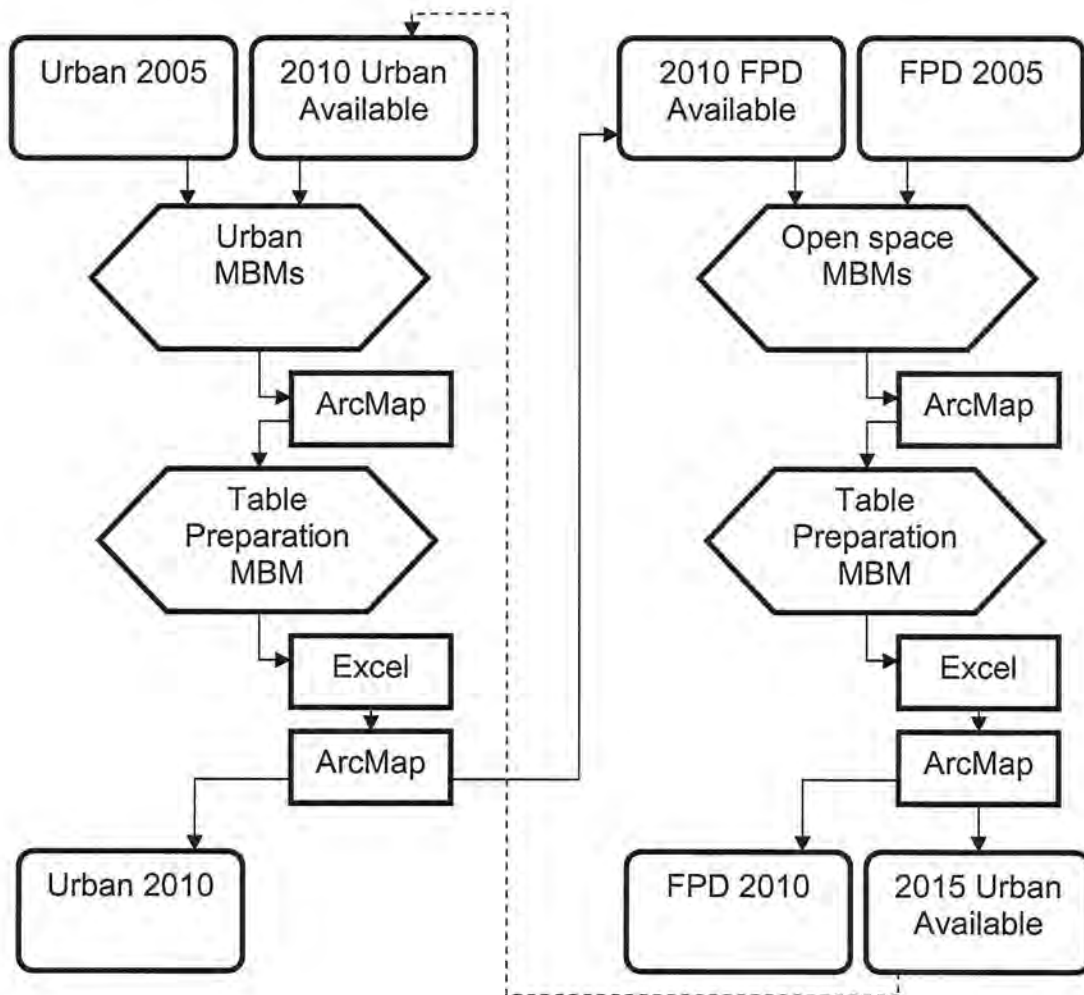 Urban 2005
2010 Urban
Available
Urban
MBMs
ArcMap
Table
Preparation
MBM
Excel
ArcMap
Urban 2010
2010 FPD
Available
FPD 2005
Open space
MBMs
ArcMap
Table
Preparation
MBM
Excel
ArcMap
FPD 2010
2015 Urban
Available